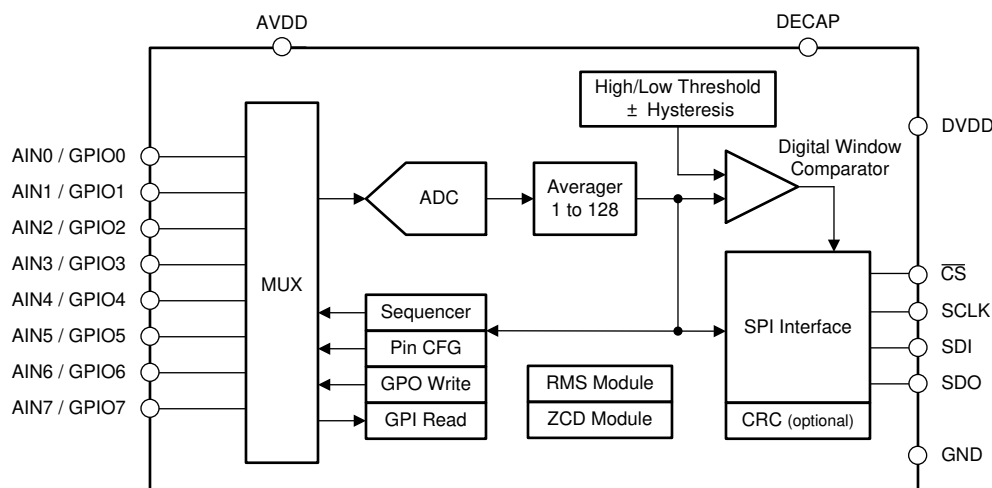 AVDD
DECAP
High/Low Threshold
± Hysteresis
DVDD
Digital Window
Comparator
AIN0 / GPIO0
AIN1 / GPIO1
AIN2 / GPIO2
AIN3 / GPIO3
AIN4 / GPIO4
AIN5 / GPIO5
AIN6 / GPIO6
AIN7 / GPIO7
MUX
ADC
Averager
1 to 128
Sequencer
Pin CFG
GPO Write
GPI Read
RMS Module
ZCD Module
SPI Interface
CRC (optional)
CS
SCLK
SDI
SDO
GND